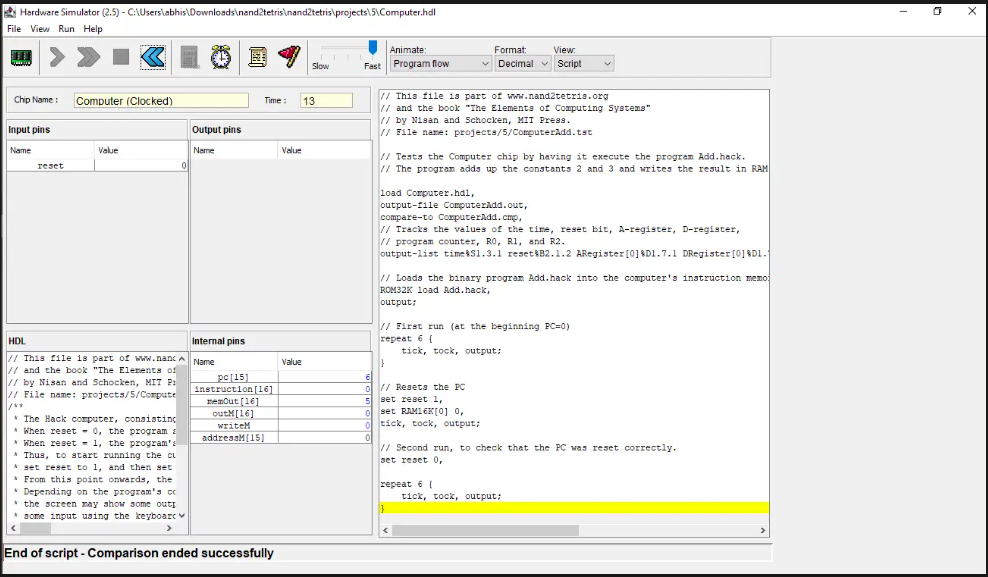 Hardware Simulator (2.5) - C:\Users\abhis\Downloads\nand2tetris\nand2tetris\projects\5\Computer.hdl
File View Run Help
Slow Fast
Animate: Format: View:
Program flow Decimal Script
Chip Name : Computer (Clocked) Time : 13
Input pins
Name Value
reset 0
Output pins
Name Value
HDL
// This file is part of www.nand
// and the book "The Elements of
// by Nisan and Schocken, MIT Pr
// File name: projects/5/Compute
/**
* The Hack computer, consisting
* When reset = 0, the program a
* When reset = 1, the program's
* Thus, to start running the cu
* set reset to 1, and then set
* From this point onwards, the
* Depending on the program's co
* the screen may show some outp
* some input using the keyboard
Internal pins
Name Value
pc[15] 6
instruction[16] 0
memOut[16] 5
outM[16] 0
writeM 0
addressM[15] 0
// This file is part of www.nand2tetris.org
// and the book "The Elements of Computing Systems"
// by Nisan and Schocken, MIT Press.
// File name: projects/5/ComputerAdd.tst
// Tests the Computer chip by having it execute the program Add.hack.
// The program adds up the constants 2 and 3 and writes the result in RAM
load Computer.hdl,
output-file ComputerAdd.out,
compare-to ComputerAdd.cmp,
// Tracks the values of the time, reset bit, A-register, D-register,
// program counter, R0, R1, and R2.
output-list time%S1.3.1 reset%B2.1.2 ARegister[0]%D1.7.1 DRegister[0]%D1.7
// Loads the binary program Add.hack into the computer's instruction memo
ROM32K load Add.hack,
output;
// First run (at the beginning PC=0)
repeat 6 {
tick, tock, output;
}
// Resets the PC
set reset 1,
set RAM16K[0] 0,
tick, tock, output;
// Second run, to check that the PC was reset correctly.
set reset 0,
repeat 6 {
tick, tock, output;
}
End of script - Comparison ended successfully